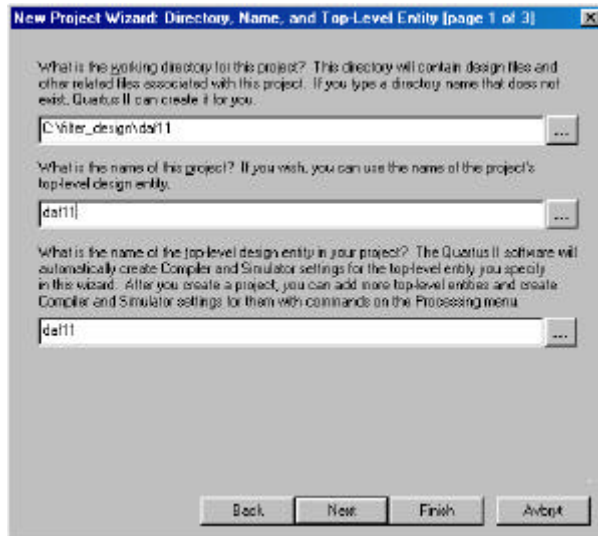 New Project Wizard: Directory, Name, and Top-Level Entity [page 1 of 3]
What is the working directory for this project? This directory will contain design files and
other related files associated with this project. If you type a directory name that does not
exist, Quartus II can create it for you.
C:\filter_design\daf11
...
What is the name of this project? If you wish, you can use the name of the project's
top-level design entity.
daf11
...
What is the name of the top-level design entity in your project? The Quartus II software will
automatically create Compiler and Simulator settings for the top-level entity you specify
in this wizard. After you create a project, you can add more top-level entities and create
Compiler and Simulator settings for them with commands on the Processing menu.
daf11
...
Back Next Finish Avbryt